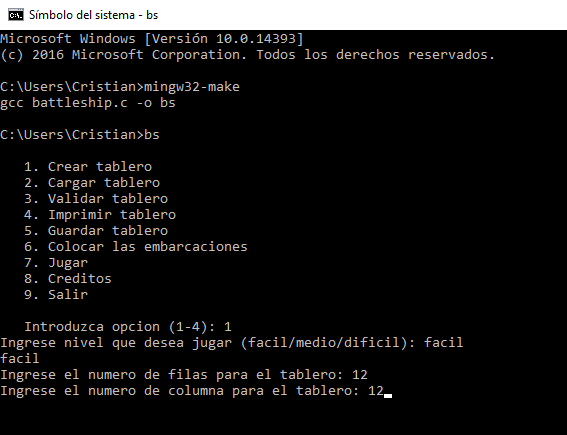 Símbolo del sistema - bs
Microsoft Windows [Versión 10.0.14393]
(c) 2016 Microsoft Corporation. Todos los derechos reservados.
C:\Users\Cristian>mingw32-make
gcc battleship.c -o bs
C:\Users\Cristian>bs
1. Crear tablero
2. Cargar tablero
3. Validar tablero
4. Imprimir tablero
5. Guardar tablero
6. Colocar las embarcaciones
7. Jugar
8. Creditos
9. Salir
Introduzca opcion (1-4): 1
Ingrese nivel que desea jugar (facil/medio/dificil): facil
facil
Ingrese el numero de filas para el tablero: 12
Ingrese el numero de columna para el tablero: 12